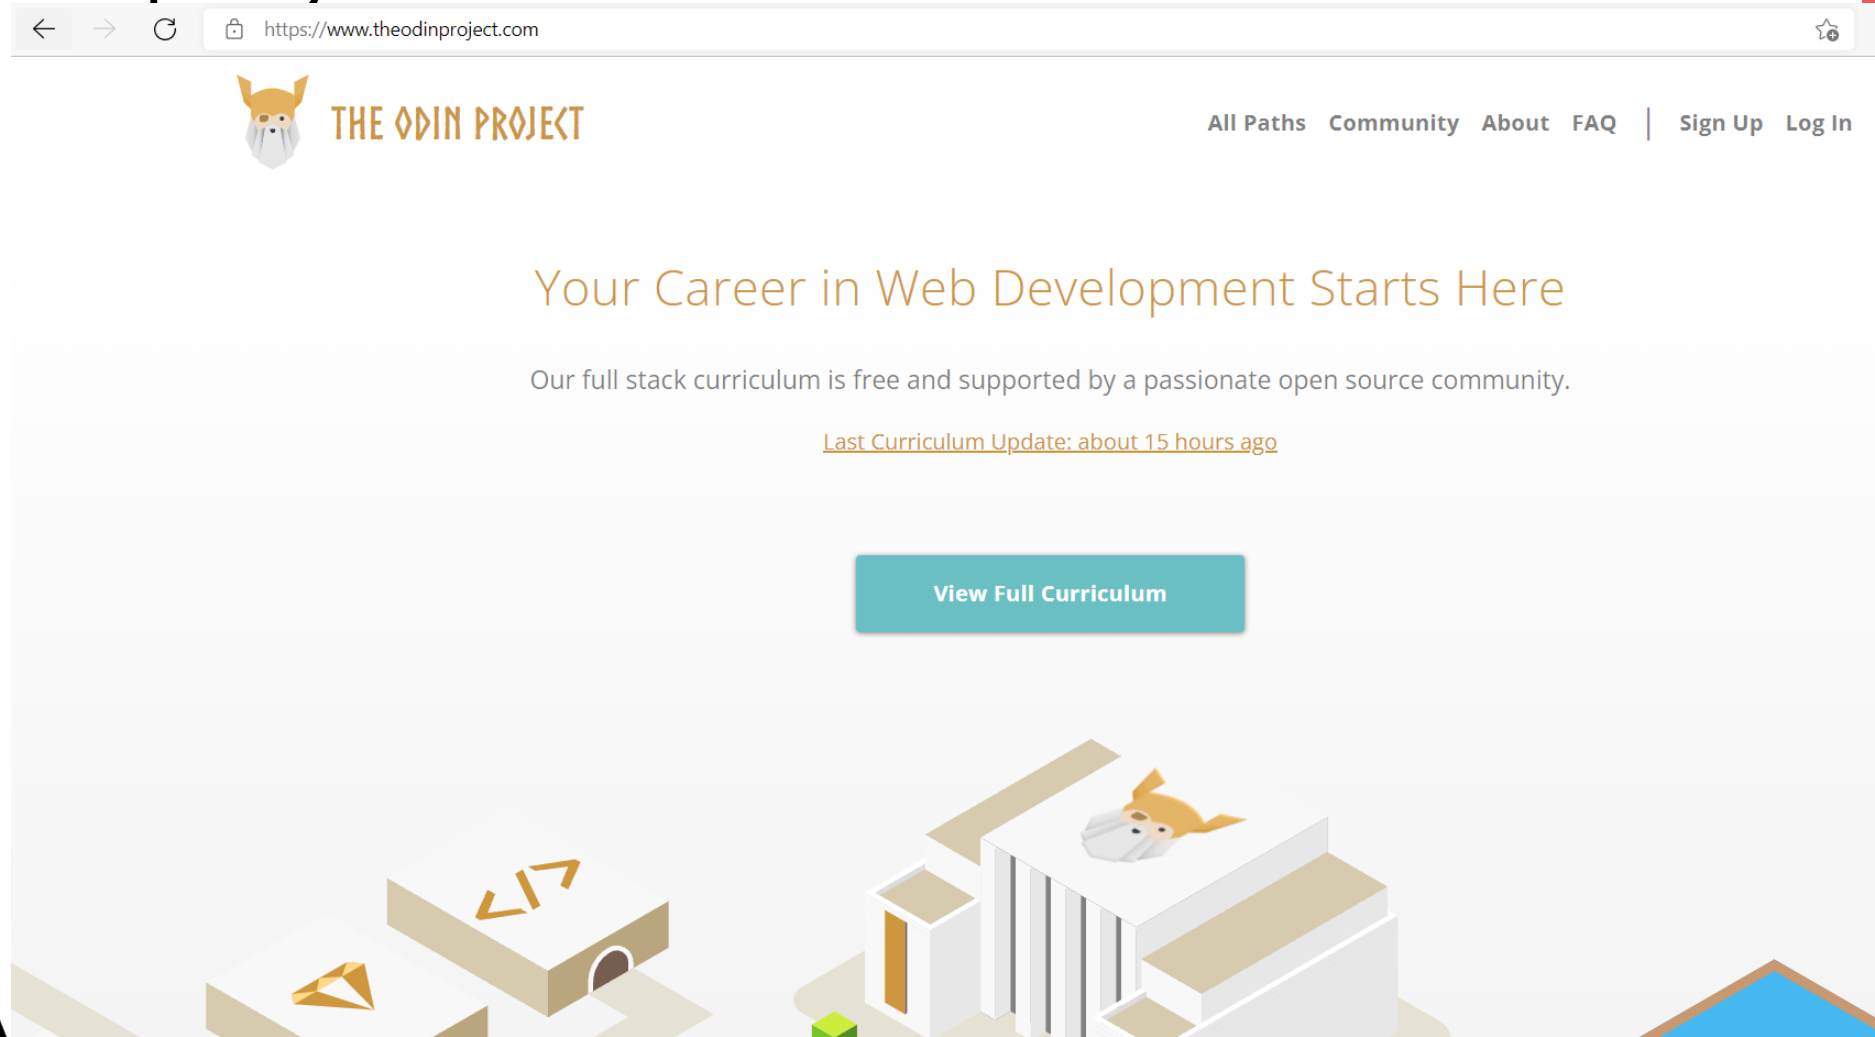 https://www.theodinproject.com
THE ODIN PROJECT
All Paths Community About FAQ | Sign Up Log In
Your Career in Web Development Starts Here
Our full stack curriculum is free and supported by a passionate open source community.
Last Curriculum Update: about 15 hours ago
View Full Curriculum
</>